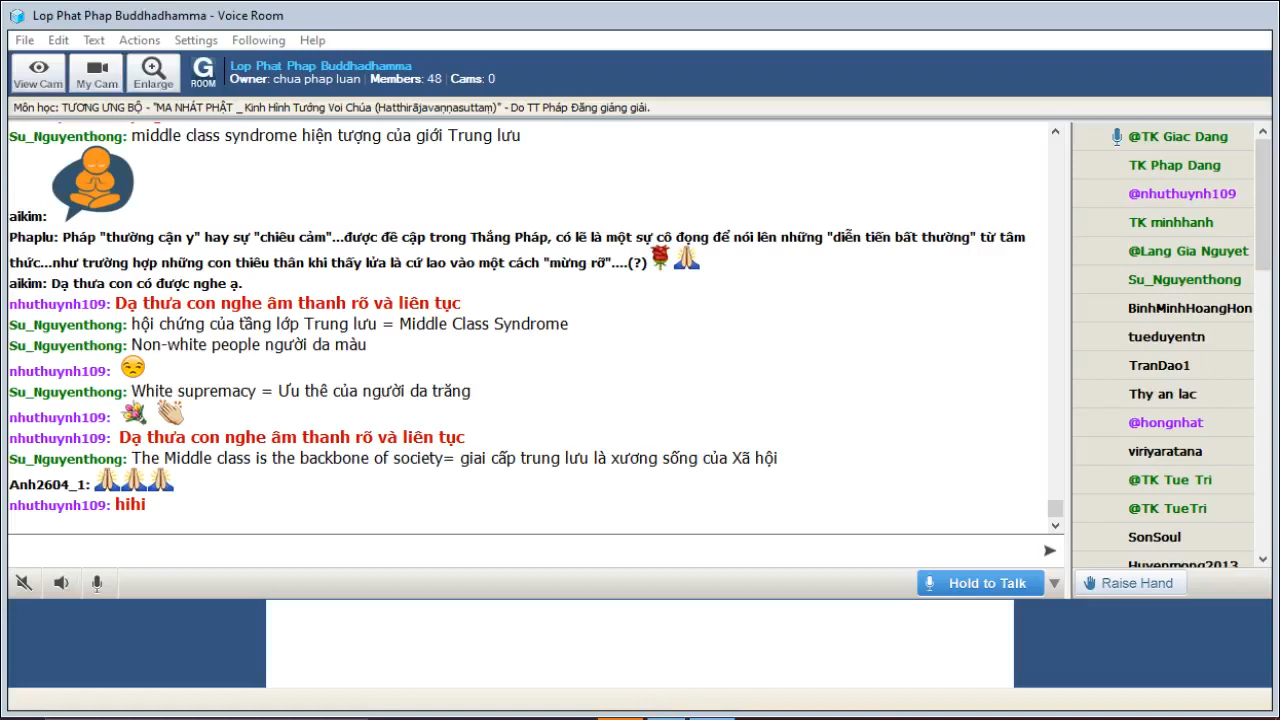 Lop Phat Phap Buddhadhamma - Voice Room
File Edit Text Actions Settings Following Help
View Cam My Cam Enlarge G ROOM
Lop Phat Phap Buddhadhamma
Owner: chua phap luan | Members: 48 | Cams: 0
Môn học: TƯƠNG ƯNG BỘ - "MA NHÁT PHẬT _ Kinh Hình Tướng Voi Chúa (Hatthirājavaṇṇasuttaṃ)" - Do TT Pháp Đăng giảng giải.
Su_Nguyenthong: middle class syndrome hiện tượng của giới Trung lưu
aikim:
Phaplu: Pháp "thường cận y" hay sự "chiêu cảm"...được đề cập trong Thắng Pháp, có lẽ là một sự cô đọng để nói lên những "diễn tiến bất thường" từ tâm
thức...như trường hợp những con thiêu thân khi thấy lửa là cứ lao vào một cách "mừng rỡ"....(?)
aikim: Dạ thưa con có được nghe ạ.
nhuthuynh109: Dạ thưa con nghe âm thanh rõ và liên tục
Su_Nguyenthong: hội chứng của tầng lớp Trung lưu = Middle Class Syndrome
Su_Nguyenthong: Non-white people người da màu
nhuthuynh109:
Su_Nguyenthong: White supremacy = Ưu thê của người da trăng
nhuthuynh109:
nhuthuynh109: Dạ thưa con nghe âm thanh rõ và liên tục
Su_Nguyenthong: The Middle class is the backbone of society= giai cấp trung lưu là xương sống của Xã hội
Anh2604_1:
nhuthuynh109: hihi
@TK Giac Dang
TK Phap Dang
@nhuthuynh109
TK minhhanh
@Lang Gia Nguyet
Su_Nguyenthong
BinhMinhHoangHon
tueduyentn
TranDao1
Thy an lac
@hongnhat
viriyaratana
@TK Tue Tri
@TK TueTri
SonSoul
Huyenmong2013
Hold to Talk
Raise Hand